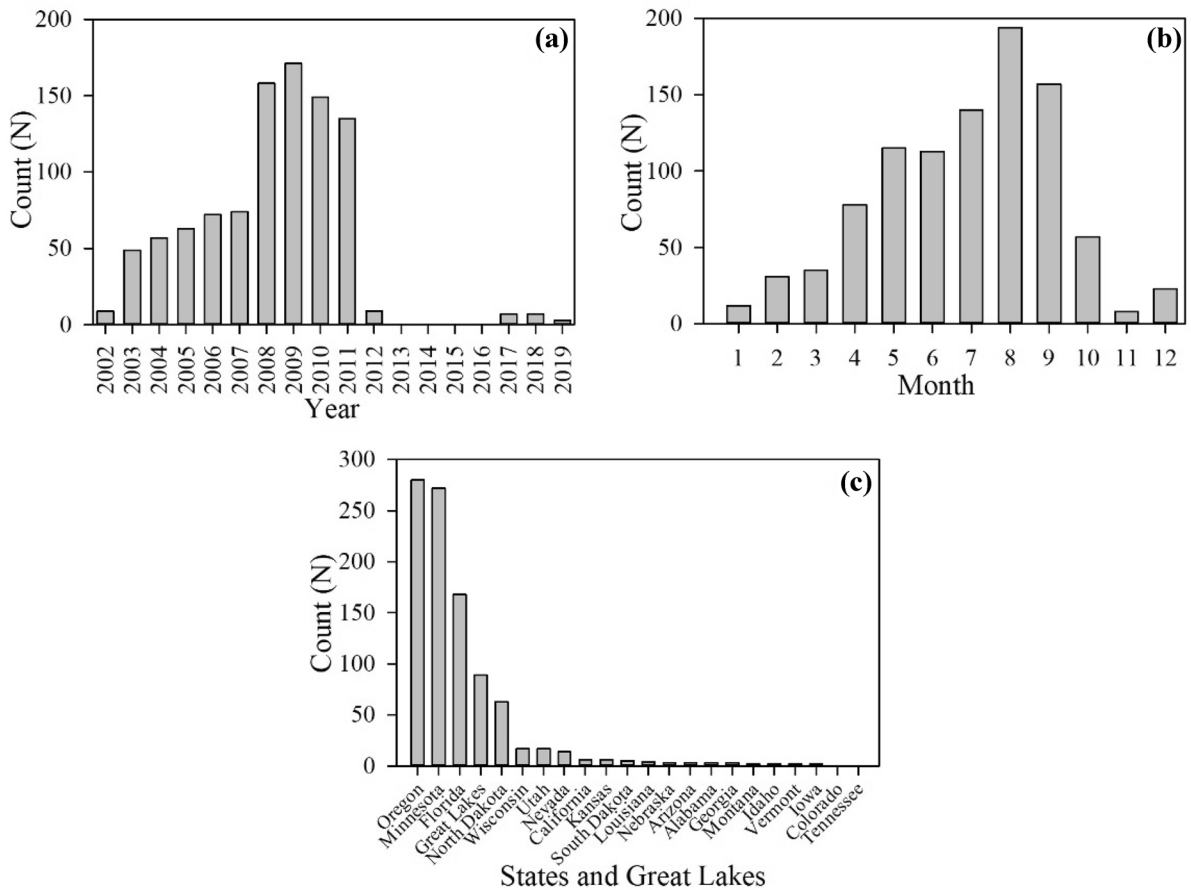 (a)
200
150
100
50
0
Count (N)
2002 2003 2004 2005 2006 2007 2008 2009 2010 2011 2012 2013 2014 2015 2016 2017 2018 2019
Year
(b)
200
150
100
50
0
Count (N)
1 2 3 4 5 6 7 8 9 10 11 12
Month
(c)
300
250
200
150
100
50
0
Count (N)
Oregon
Minnesota
Florida
Great Lakes
North Dakota
Wisconsin
Utah
Nevada
California
Kansas
South Dakota
Louisiana
Nebraska
Arizona
Alabama
Georgia
Montana
Idaho
Vermont
Iowa
Colorado
Tennessee
States and Great Lakes